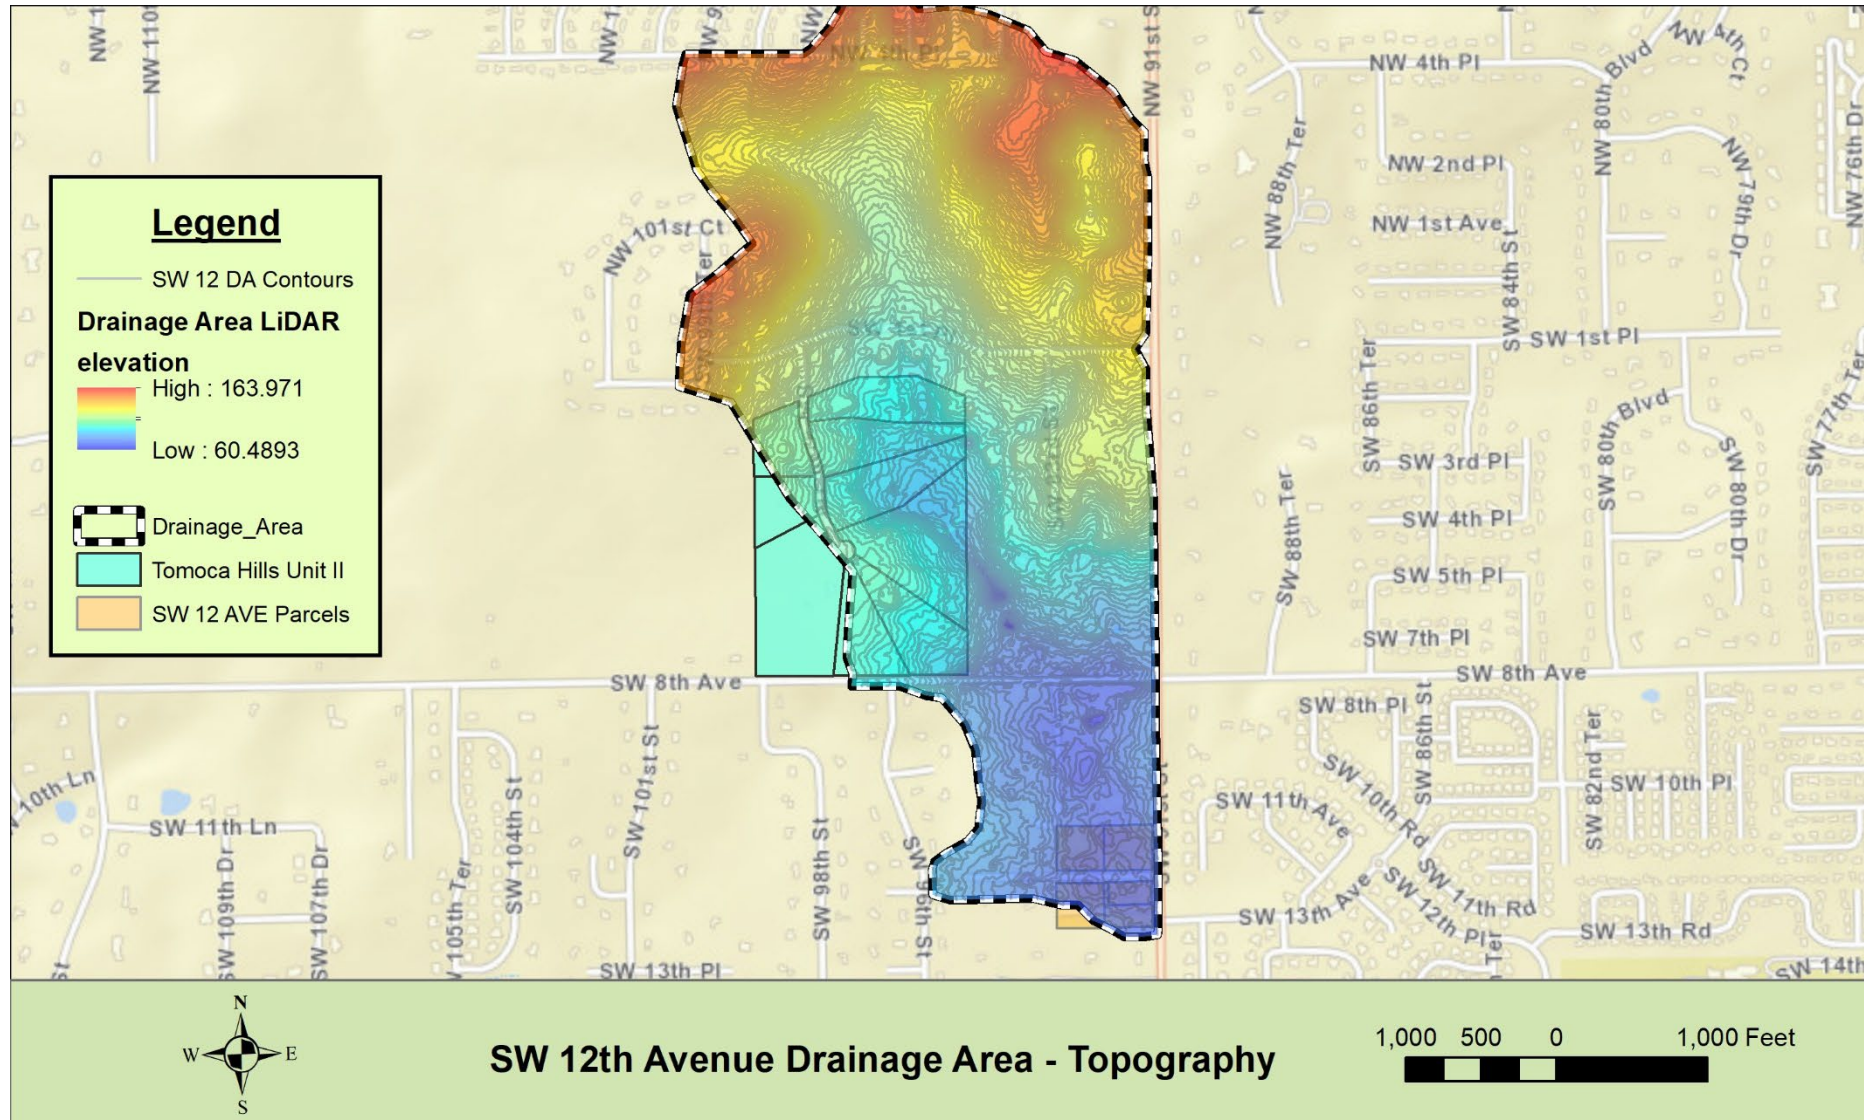 NW 110t
NW 4th Pl
NW 91st S
NW 4th Pl
NW 80th Blvd
NW 4th Ct
NW 76th Dr
NW 88th Ter
NW 2nd Pl
NW 79th Dr
NW 1st Ave
SW 84th St
NW 101st Ct
SW 1st Pl
SW 86th Ter
SW 77th Ter
SW 80th Blvd
SW 3rd Pl
SW 80th Dr
SW 88th Ter
SW 4th Pl
SW 5th Pl
SW 7th Pl
SW 8th Ave
SW 8th Ave
SW 8th Pl
SW 86th St
SW 82nd Ter
SW 10th Pl
SW 10th Rd
SW 11th Ave
SW 11th Rd
SW 12th Pl
SW 13th Ave
SW 13th Rd
SW 14th
10th Ln
SW 11th Ln
SW 109th Dr
SW 107th Dr
105th Ter
SW 104th St
SW 101st St
SW 98th St
SW 96th St
SW 13th Pl
Legend
SW 12 DA Contours
Drainage Area LiDAR
elevation
High : 163.971
Low : 60.4893
Drainage_Area
Tomoca Hills Unit II
SW 12 AVE Parcels
N
W E
S
SW 12th Avenue Drainage Area - Topography
1,000 500 0 1,000 Feet